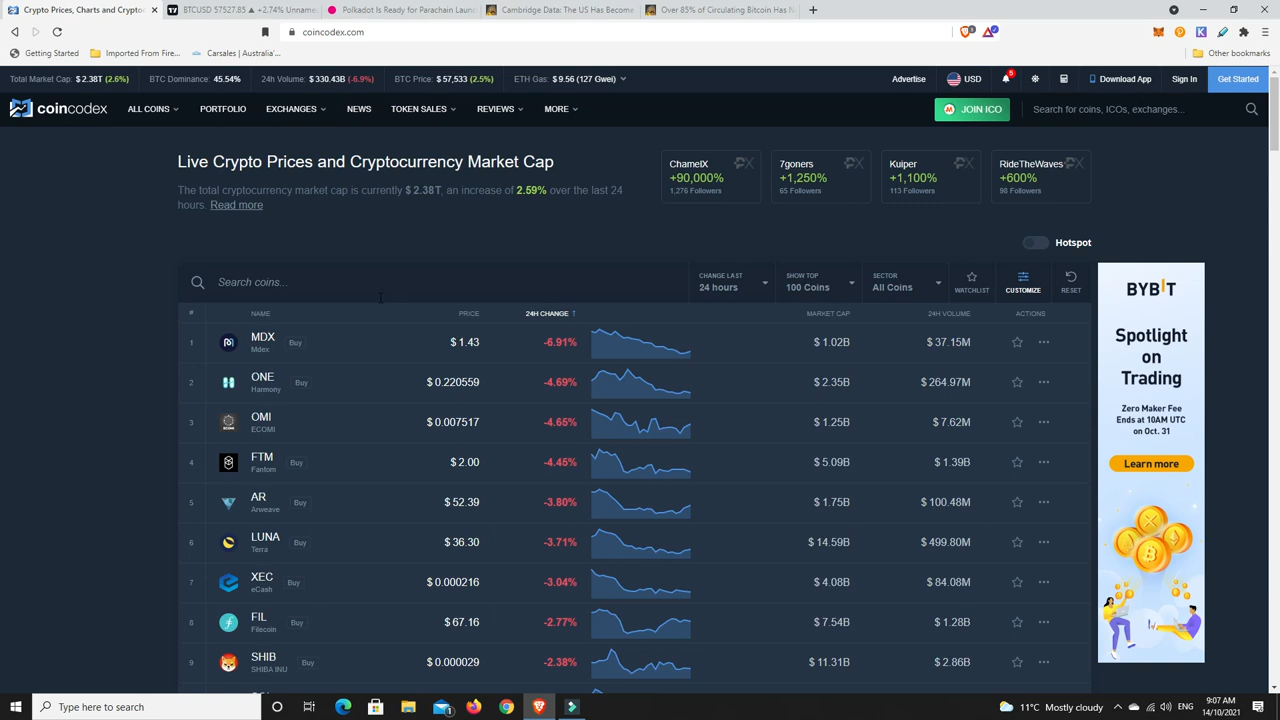 Crypto Prices, Charts and Cryptoc
BTCUSD 57527.85 ▲ +2.74% Unname
Polkadot Is Ready for Parachain Launc
Cambridge Data: The US Has Become
Over 85% of Circulating Bitcoin Has N
coincodex.com
Getting Started
Imported From Fire...
Carsales | Australia'...
Other bookmarks
Total Market Cap: $ 2.38T (2.6%)
BTC Dominance: 45.54%
24h Volume: $ 330.43B (-6.9%)
BTC Price: $ 57,533 (2.5%)
ETH Gas: $ 9.56 (127 Gwei)
Advertise
USD
5
Download App
Sign In
Get Started
coincodex
ALL COINS
PORTFOLIO
EXCHANGES
NEWS
TOKEN SALES
REVIEWS
MORE
JOIN ICO
Search for coins, ICOs, exchanges...
Live Crypto Prices and Cryptocurrency Market Cap
The total cryptocurrency market cap is currently $ 2.38T, an increase of 2.59% over the last 24
hours. Read more
ChamelX
+90,000%
1,276 Followers
7goners
+1,250%
65 Followers
Kuiper
+1,100%
113 Followers
RideTheWaves
+600%
98 Followers
Hotspot
Search coins...
CHANGE LAST
24 hours
SHOW TOP
100 Coins
SECTOR
All Coins
WATCHLIST
CUSTOMIZE
RESET
# NAME PRICE 24H CHANGE ↑ MARKET CAP 24H VOLUME ACTIONS
1 MDX Buy $ 1.43 -6.91% $ 1.02B $ 37.15M
Mdex
2 ONE Buy $ 0.220559 -4.69% $ 2.35B $ 264.97M
Harmony
3 OMI $ 0.007517 -4.65% $ 1.25B $ 7.62M
ECOMI
4 FTM Buy $ 2.00 -4.45% $ 5.09B $ 1.39B
Fantom
5 AR Buy $ 52.39 -3.80% $ 1.75B $ 100.48M
Arweave
6 LUNA Buy $ 36.30 -3.71% $ 14.59B $ 499.80M
Terra
7 XEC Buy $ 0.000216 -3.04% $ 4.08B $ 84.08M
eCash
8 FIL Buy $ 67.16 -2.77% $ 7.54B $ 1.28B
Filecoin
9 SHIB Buy $ 0.000029 -2.38% $ 11.31B $ 2.86B
SHIBA INU
BYBIT
Spotlight
on
Trading
Zero Maker Fee
Ends at 10AM UTC
on Oct. 31
Learn more
Type here to search
11°C Mostly cloudy
ENG
9:07 AM
14/10/2021